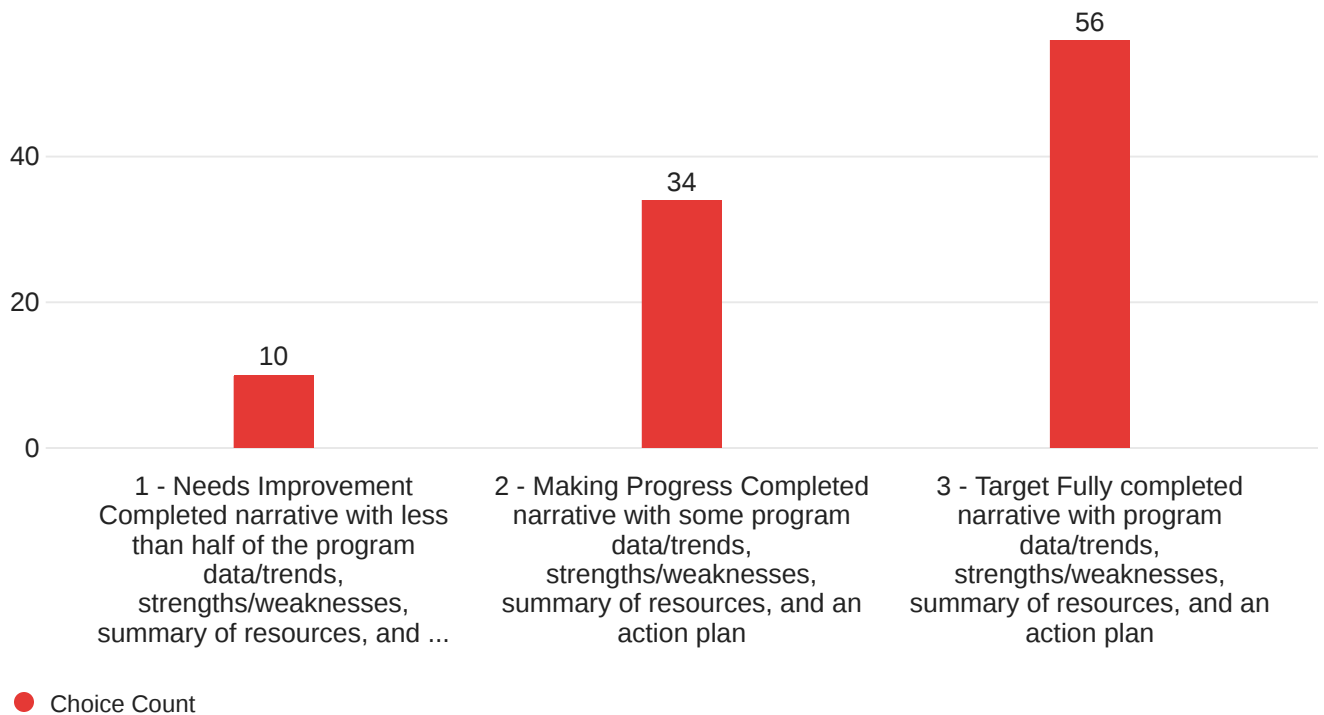 56
40
34
20
10
0
1 - Needs Improvement
Completed narrative with less
than half of the program
data/trends,
strengths/weaknesses,
summary of resources, and ...
2 - Making Progress Completed
narrative with some program
data/trends,
strengths/weaknesses,
summary of resources, and an
action plan
3 - Target Fully completed
narrative with program
data/trends,
strengths/weaknesses,
summary of resources, and an
action plan
Choice Count